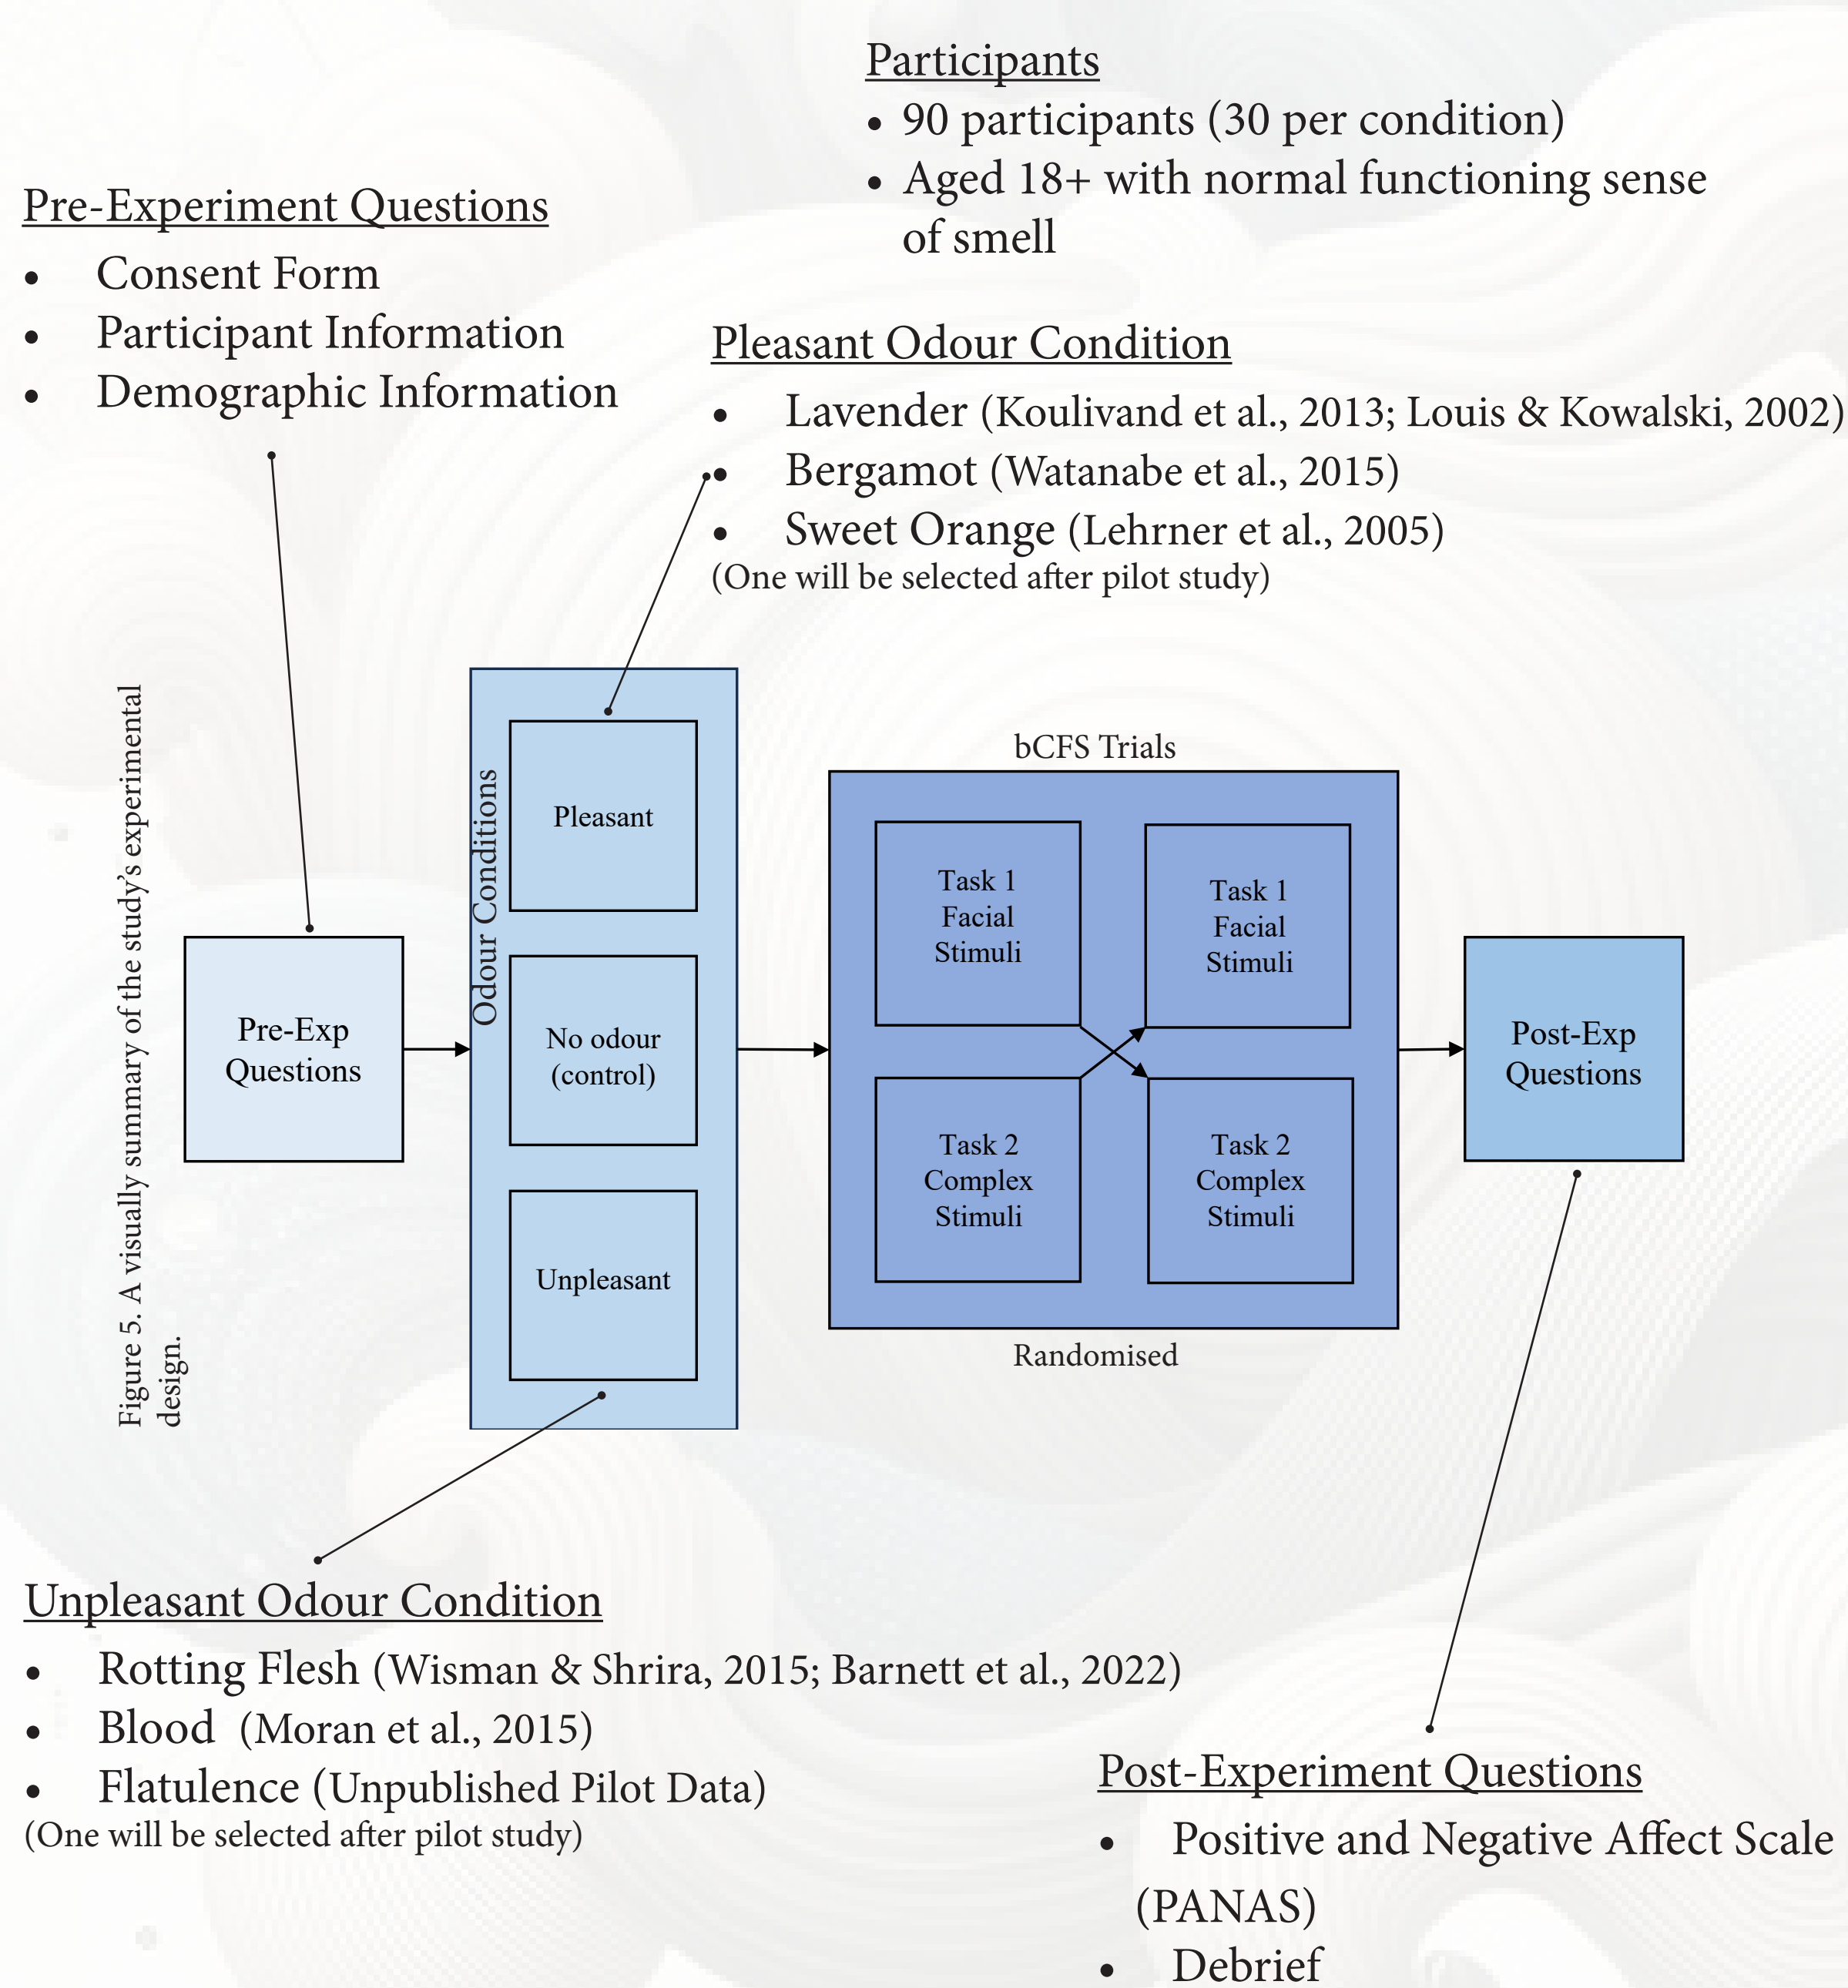 Participants
• 90 participants (30 per condition)
• Aged 18+ with normal functioning sense
of smell
Pre-Experiment Questions
• Consent Form
• Participant Information
• Demographic Information
Pleasant Odour Condition
• Lavender (Koulivand et al., 2013; Louis & Kowalski, 2002)
• Bergamot (Watanabe et al., 2015)
• Sweet Orange (Lehrner et al., 2005)
(One will be selected after pilot study)
Figure 5. A visually summary of the study’s experimental
design.
Pre-Exp
Questions
Odour Conditions
Pleasant
No odour
(control)
Unpleasant
bCFS Trials
Task 1
Facial
Stimuli
Task 1
Facial
Stimuli
Task 2
Complex
Stimuli
Task 2
Complex
Stimuli
Randomised
Post-Exp
Questions
Unpleasant Odour Condition
• Rotting Flesh (Wisman & Shrira, 2015; Barnett et al., 2022)
• Blood (Moran et al., 2015)
• Flatulence (Unpublished Pilot Data)
(One will be selected after pilot study)
Post-Experiment Questions
• Positive and Negative Affect Scale
(PANAS)
• Debrief